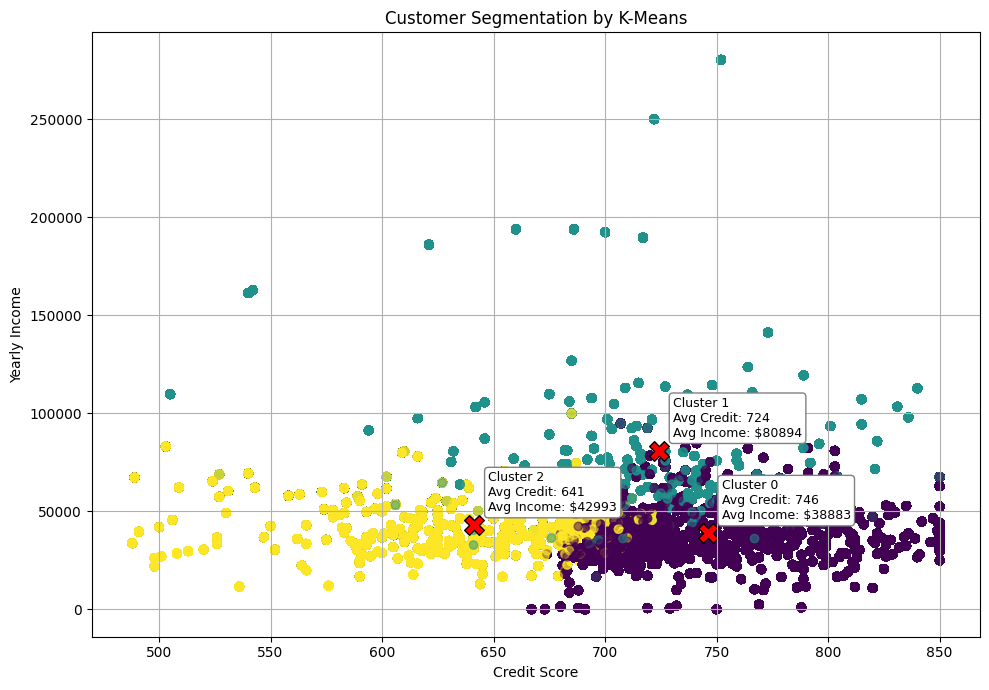 Customer Segmentation by K-Means
Yearly Income
250000
200000
150000
100000
50000
0
Cluster 1
Avg Credit: 724
Avg Income: $80894
Cluster 2
Avg Credit: 641
Avg Income: $42993
Cluster 0
Avg Credit: 746
Avg Income: $38883
500
550
600
650
700
750
800
850
Credit Score